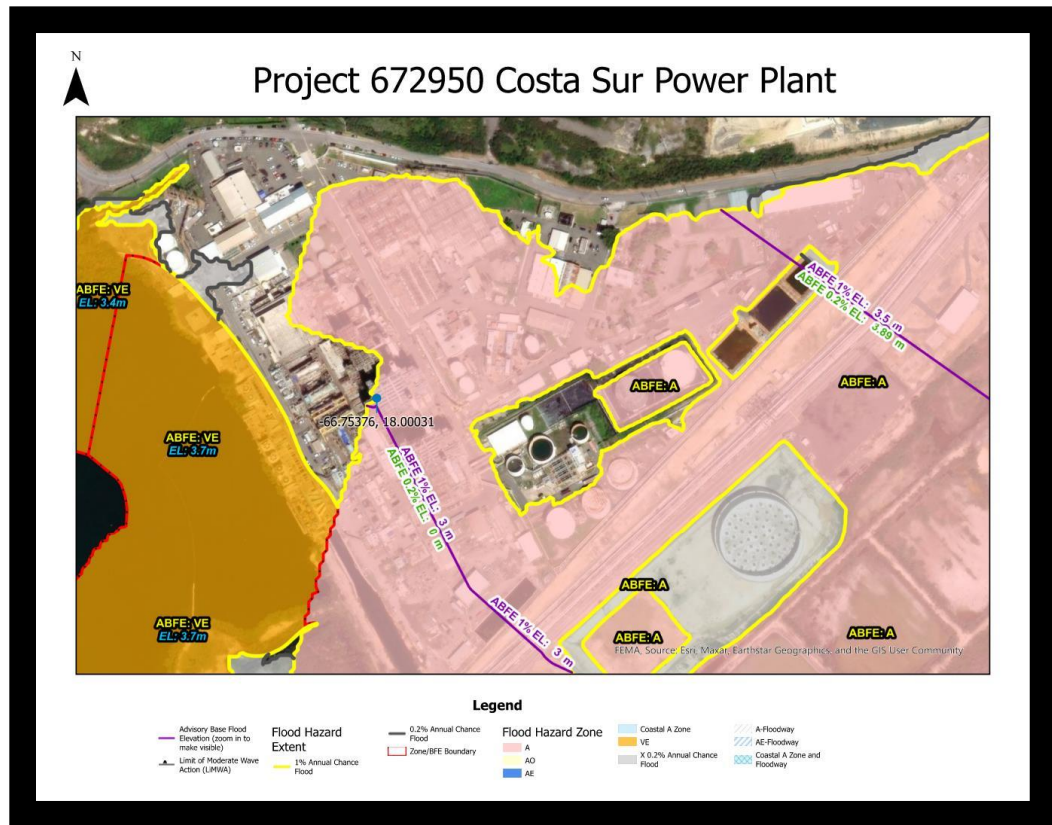 N
Project 672950 Costa Sur Power Plant
ABFE: VE
EL: 3.4m
ABFE 1% EL: 3.5 m
ABFE 0.2% EL: 3.89 m
ABFE: A
ABFE: A
-66.75376, 18.00031
ABFE: VE
EL: 3.7m
ABFE 1% EL: 3 m
ABFE 0.2% EL: 0 m
ABFE: A
ABFE 1% EL: 3 m
ABFE: VE
EL: 3.7m
ABFE: A
ABFE: A
FEMA, Source: Esri, Maxar, Earthstar Geographics, and the GIS User Community
Legend
Advisory Base Flood
Elevation (zoom in to
make visible)
Limit of Moderate Wave
Action (LiMWA)
Flood Hazard
Extent
1% Annual Chance
Flood
0.2% Annual Chance
Flood
Zone/BFE Boundary
Flood Hazard Zone
A
AO
AE
Coastal A Zone
VE
X 0.2% Annual Chance
Flood
A-Floodway
AE-Floodway
Coastal A Zone and
Floodway